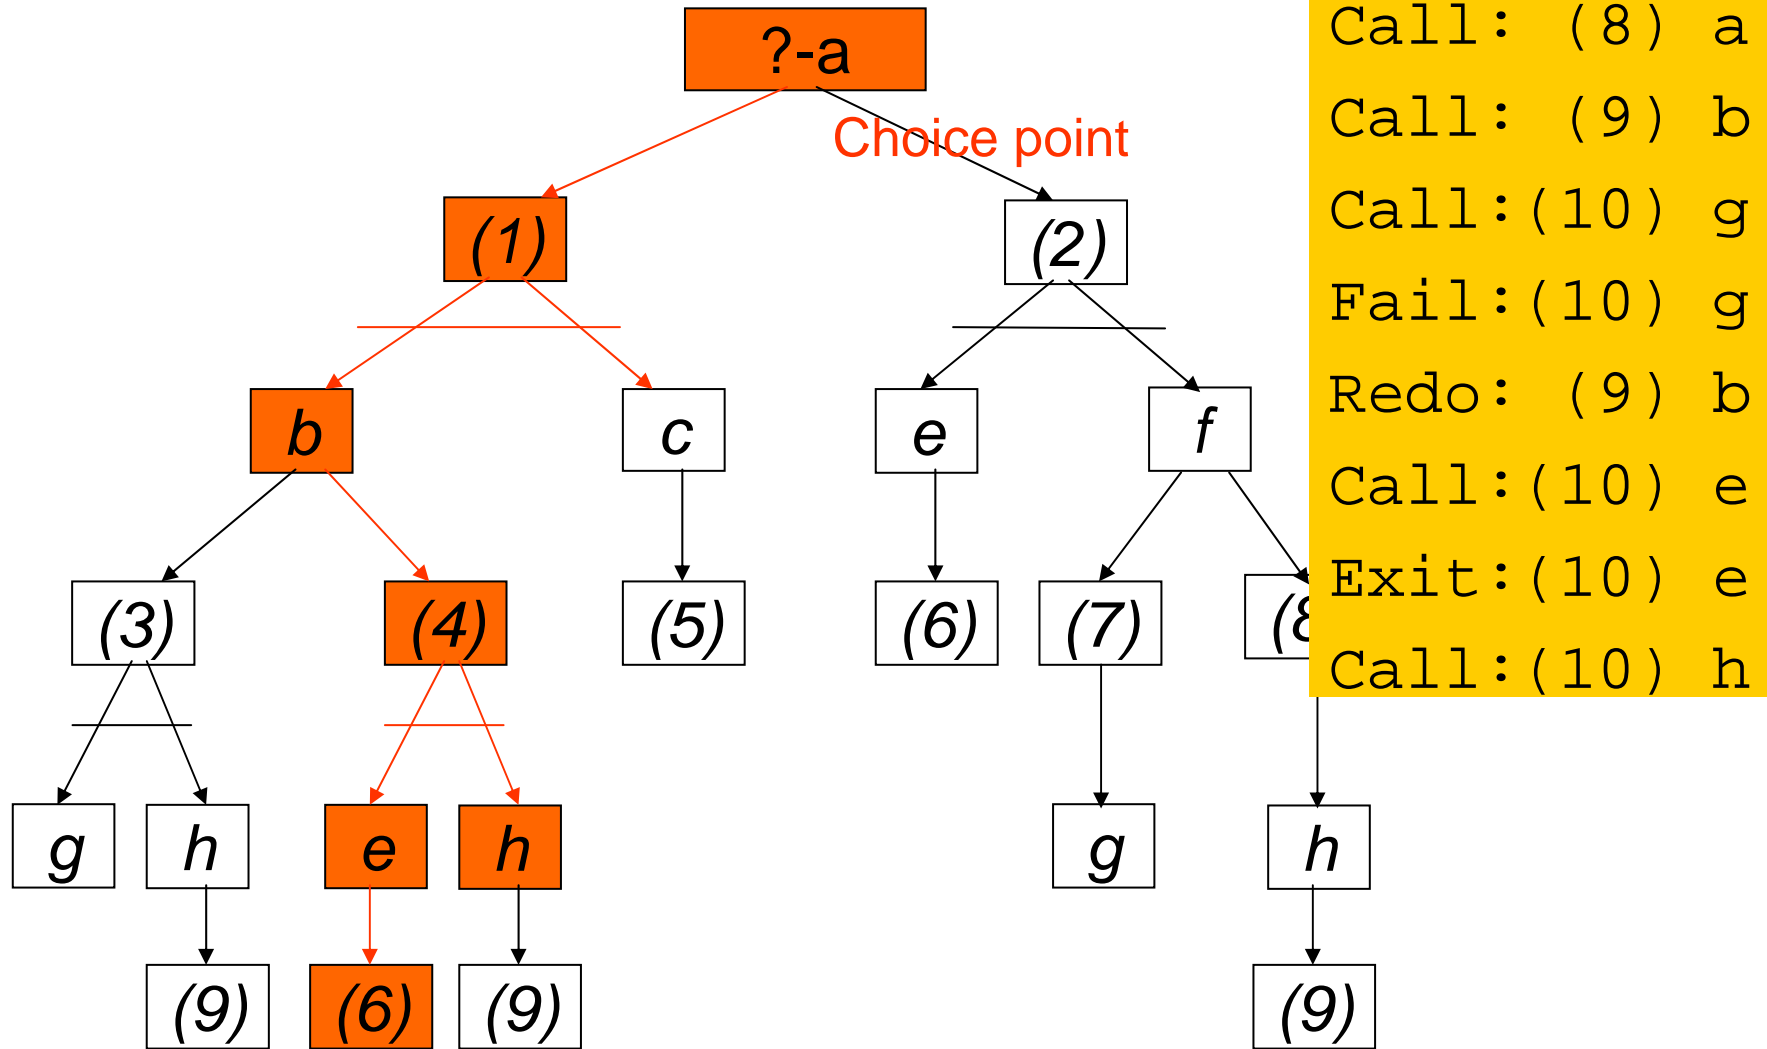 ?-a
Choice point
(1)
(2)
b
c
e
f
(3)
(4)
(5)
(6)
(7)
g
h
e
h
g
h
(9)
(6)
(9)
(9)
Call: (8) a
Call: (9) b
Call:(10) g
Fail:(10) g
Redo: (9) b
Call:(10) e
Exit:(10) e
Call:(10) h